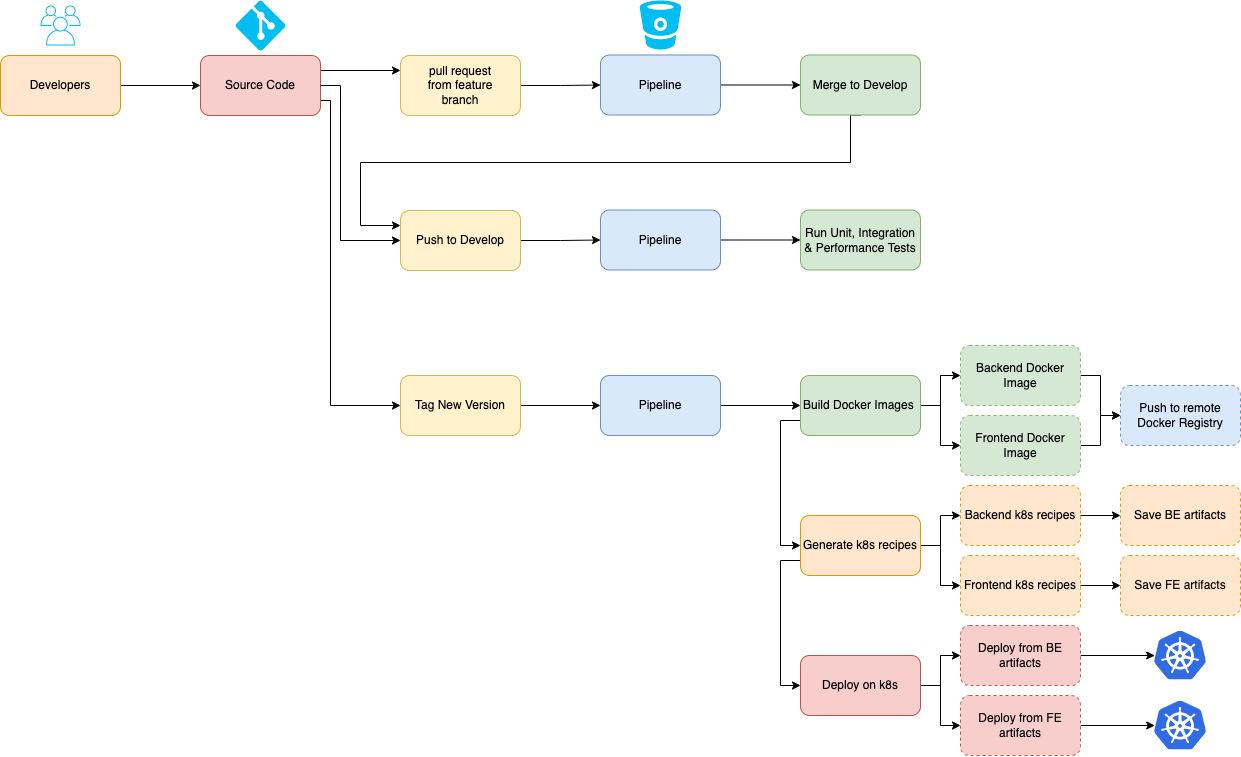 Developers
Source Code
pull request
from feature
branch
Pipeline
Merge to Develop
Push to Develop
Pipeline
Run Unit, Integration
& Performance Tests
Tag New Version
Pipeline
Build Docker Images
Backend Docker
Image
Frontend Docker
Image
Push to remote
Docker Registry
Generate k8s recipes
Backend k8s recipes
Save BE artifacts
Frontend k8s recipes
Save FE artifacts
Deploy on k8s
Deploy from BE
artifacts
Deploy from FE
artifacts